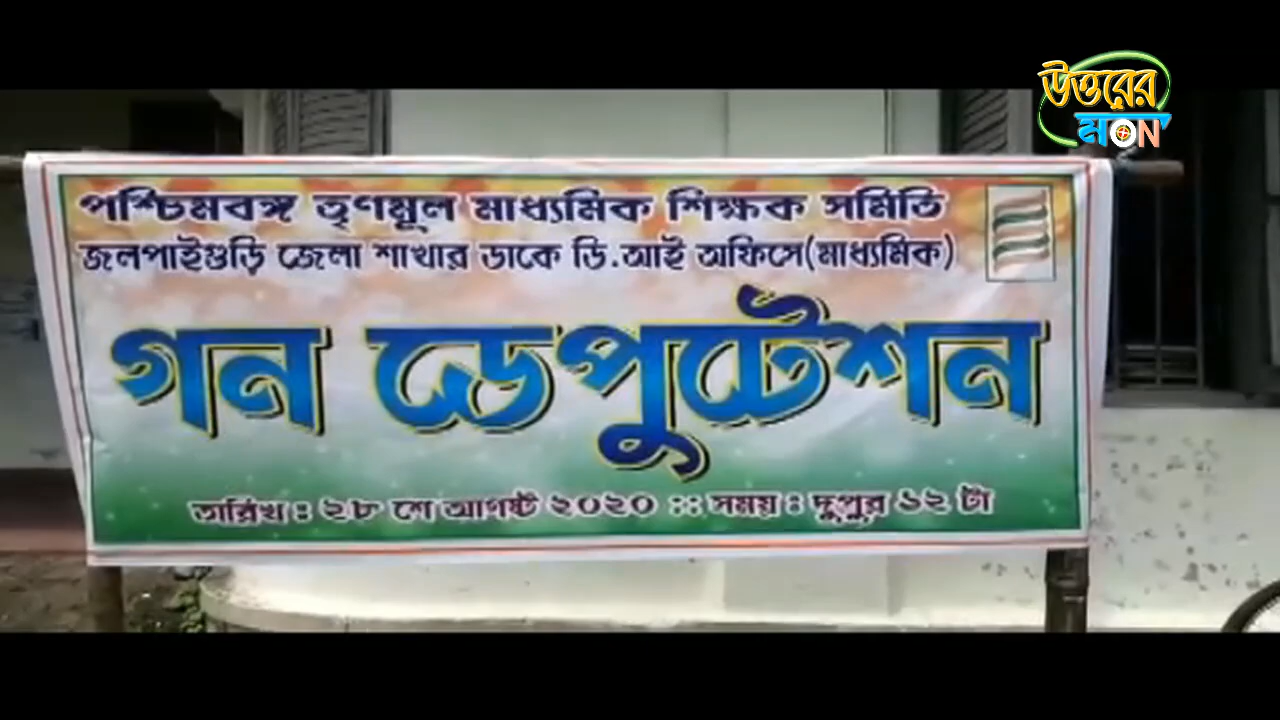 উত্তরের
মON
পশ্চিমবঙ্গ তৃণমূল মাধ্যমিক শিক্ষক সমিতি
জলপাইগুড়ি জেলা শাখার ডাকে ডি.আই অফিসে(মাধ্যমিক)
গন ডেপুটেশন
তারিখ : ২৮ শে আগষ্ট ২০২০ :: সময় : দুপুর ১২ টা